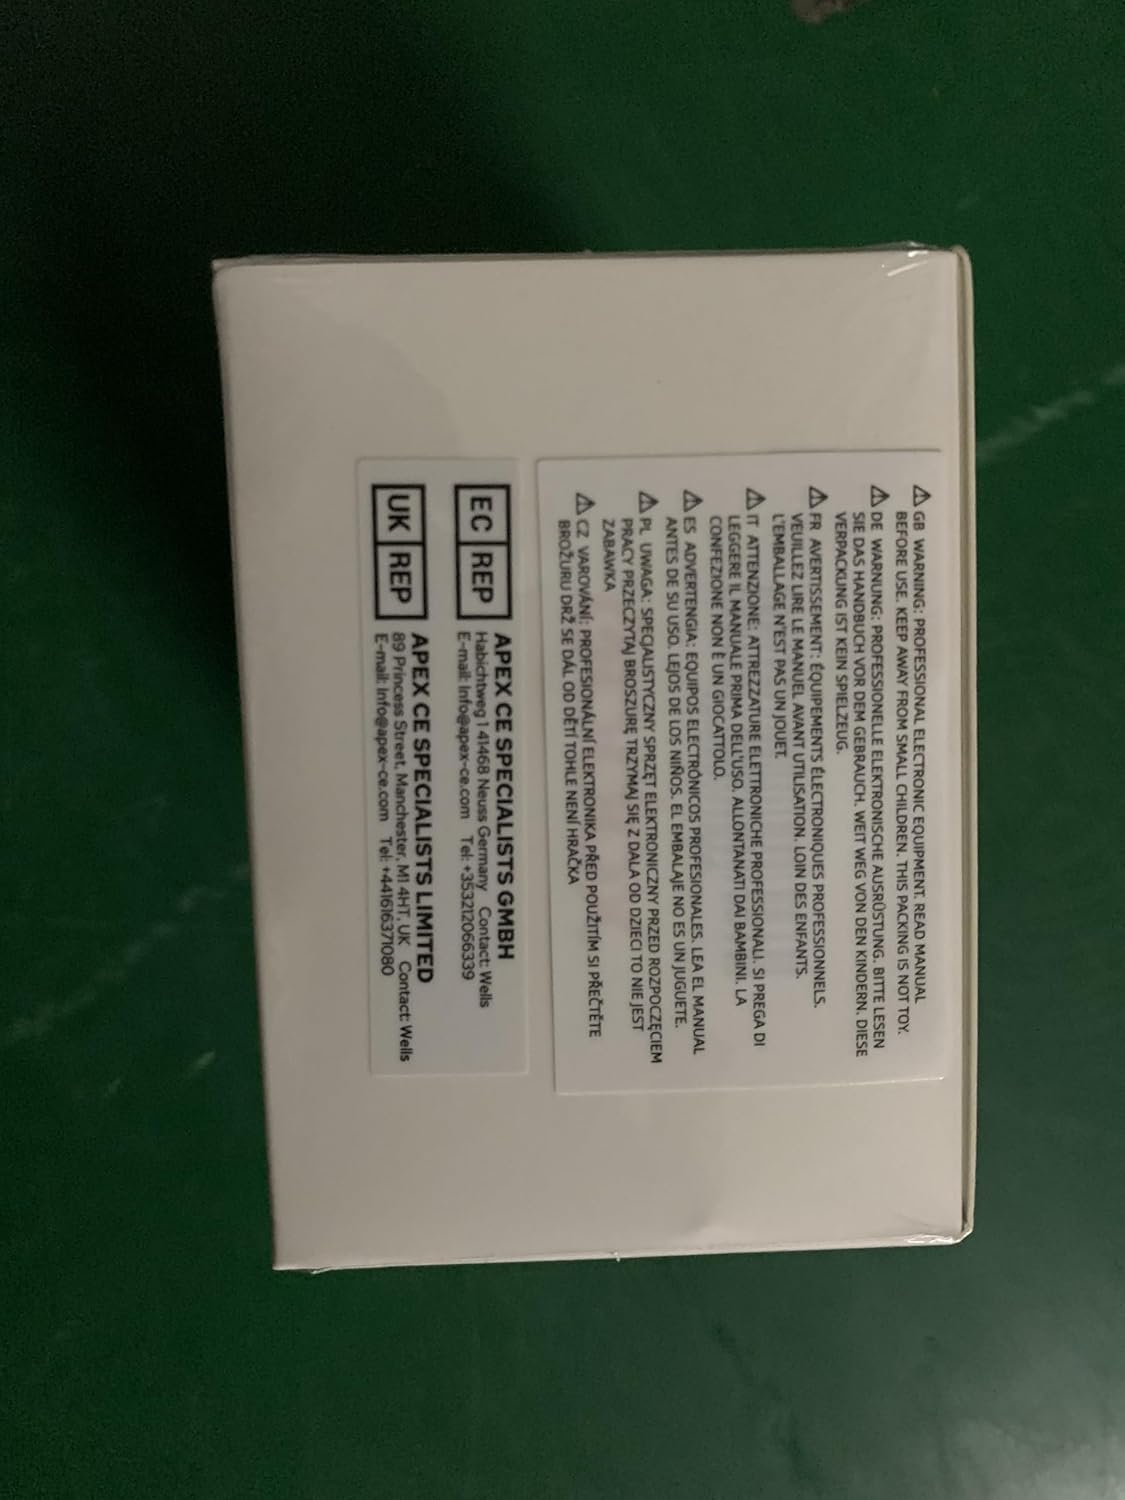 ⚠ GB WARNING: PROFESSIONAL ELECTRONIC EQUIPMENT. READ MANUAL
BEFORE USE. KEEP AWAY FROM SMALL CHILDREN. THIS PACKING IS NOT TOY.
⚠ DE WARNUNG: PROFESSIONELLE ELEKTRONISCHE AUSRÜSTUNG. BITTE LESEN
SIE DAS HANDBUCH VOR DEM GEBRAUCH. WEIT WEG VON DEN KINDERN. DIESE
VERPACKUNG IST KEIN SPIELZEUG.
⚠ FR AVERTISSEMENT: ÉQUIPEMENTS ÉLECTRONIQUES PROFESSIONNELS.
VEUILLEZ LIRE LE MANUEL AVANT UTILISATION. LOIN DES ENFANTS.
L'EMBALLAGE N'EST PAS UN JOUET.
⚠ IT ATTENZIONE: ATTREZZATURE ELETTRONICHE PROFESSIONALI. SI PREGA DI
LEGGERE IL MANUALE PRIMA DELL'USO. ALLONTANATI DAI BAMBINI. LA
CONFEZIONE NON È UN GIOCATTOLO.
⚠ ES ADVERTENGIA: EQUIPOS ELECTRÓNICOS PROFESIONALES. LEA EL MANUAL
ANTES DE SU USO. LEJOS DE LOS NIÑOS. EL EMBALAJE NO ES UN JUGUETE.
⚠ PL UWAGA: SPECJALISTYCZNY SPRZĘT ELEKTRONICZNY PRZED ROZPOCZĘCIEM
PRACY PRZECZYTAJ BROSZURĘ TRZYMAJ SIĘ Z DALA OD DZIECI TO NIE JEST
ZABAWKA
⚠ CZ VAROVÁNÍ: PROFESIONÁLNÍ ELEKTRONIKA PŘED POUŽITÍM SI PŘEČTĚTE
BROŽURU DRŽ SE DÁL OD DĚTÍ TOHLE NENÍ HRAČKA
EC REP APEX CE SPECIALISTS GMBH
Habichtweg 1 41468 Neuss Germany Contact: Wells
E-mail: Info@apex-ce.com Tel: +353212066339
UK REP APEX CE SPECIALISTS LIMITED
89 Princess Street, Manchester, M1 4HT, UK Contact: Wells
E-mail: Info@apex-ce.com Tel: +441616371080